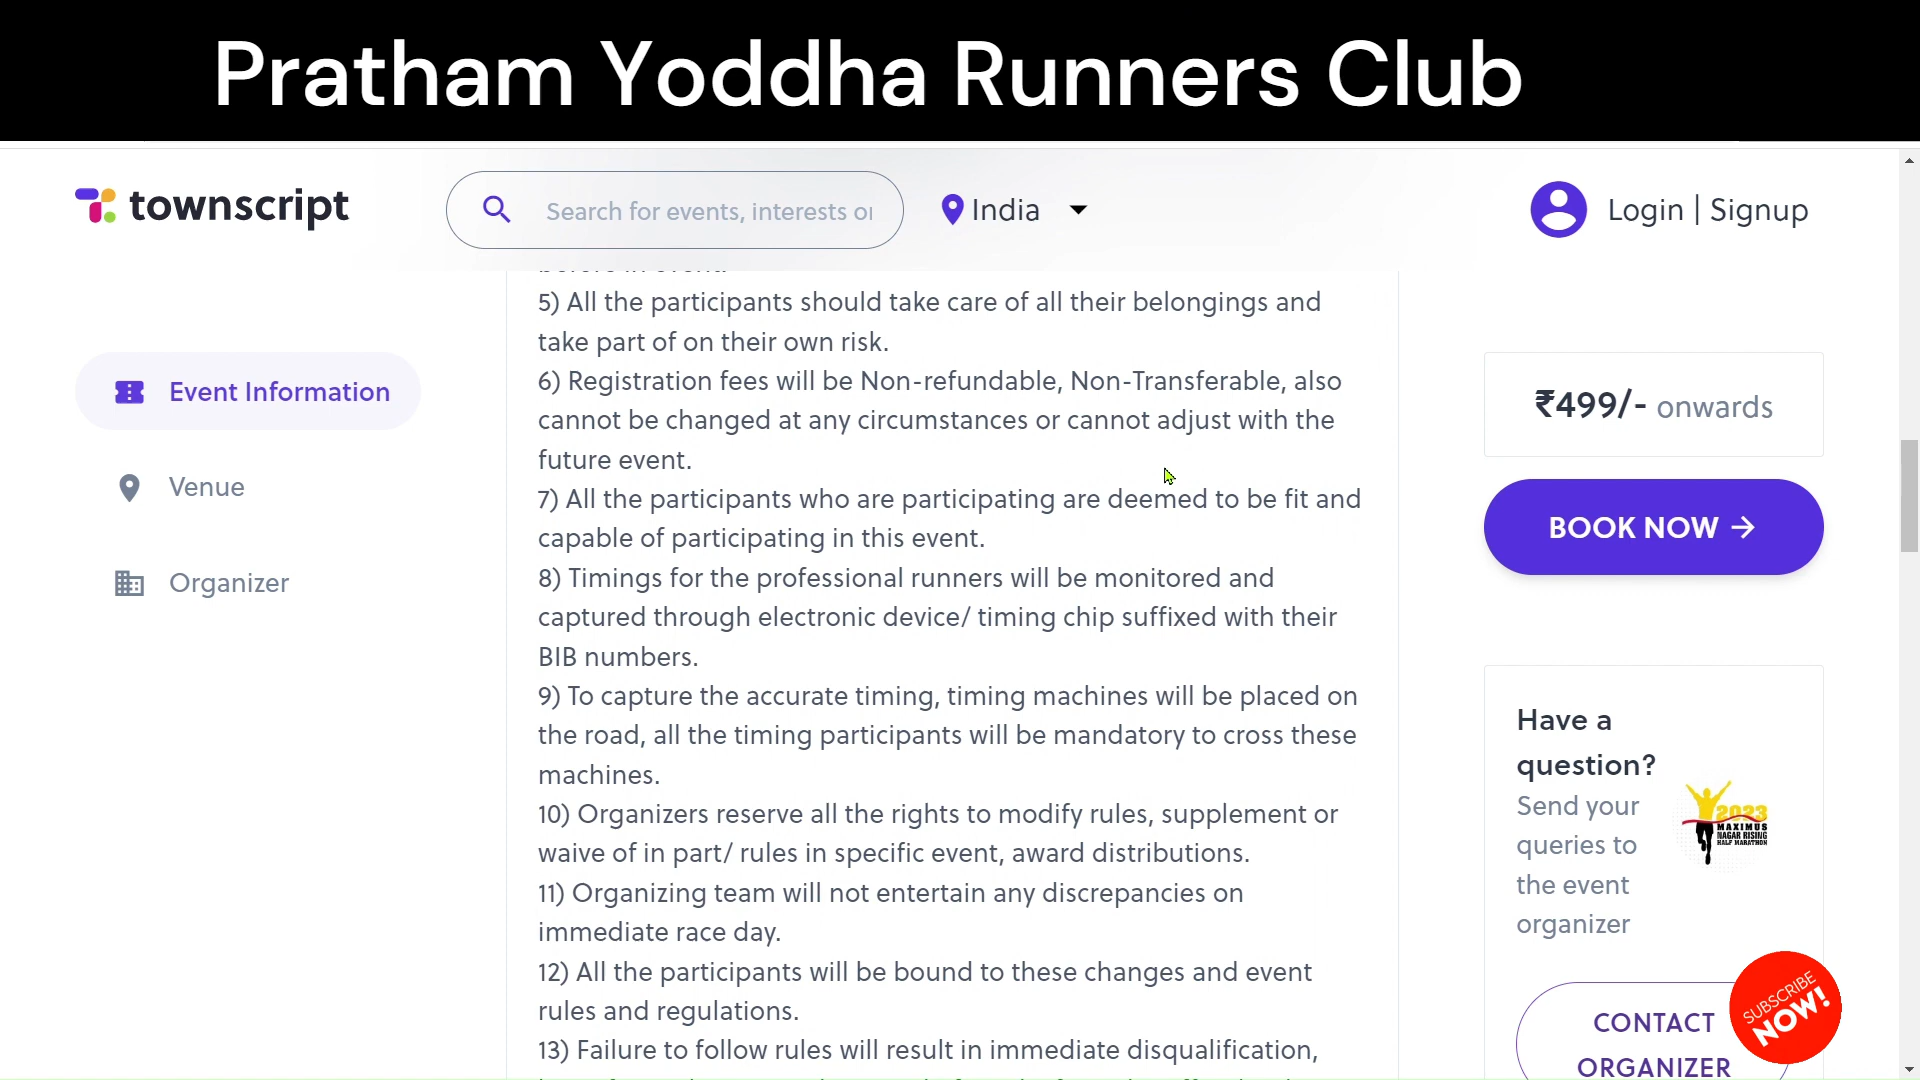 Pratham Yoddha Runners Club
townscript
Search for events, interests or
India
Login | Signup
5) All the participants should take care of all their belongings and
take part of on their own risk.
6) Registration fees will be Non-refundable, Non-Transferable, also
cannot be changed at any circumstances or cannot adjust with the
future event.
7) All the participants who are participating are deemed to be fit and
capable of participating in this event.
8) Timings for the professional runners will be monitored and
captured through electronic device/ timing chip suffixed with their
BIB numbers.
9) To capture the accurate timing, timing machines will be placed on
the road, all the timing participants will be mandatory to cross these
machines.
10) Organizers reserve all the rights to modify rules, supplement or
waive of in part/ rules in specific event, award distributions.
11) Organizing team will not entertain any discrepancies on
immediate race day.
12) All the participants will be bound to these changes and event
rules and regulations.
13) Failure to follow rules will result in immediate disqualification,
Event Information
Venue
Organizer
₹499/- onwards
BOOK NOW →
Have a
question?
Send your
queries to
the event
organizer
2023
MAXIMUS
NAGAR RISING
HALF MARATHON
CONTACT
ORGANIZER
SUBSCRIBE
NOW!